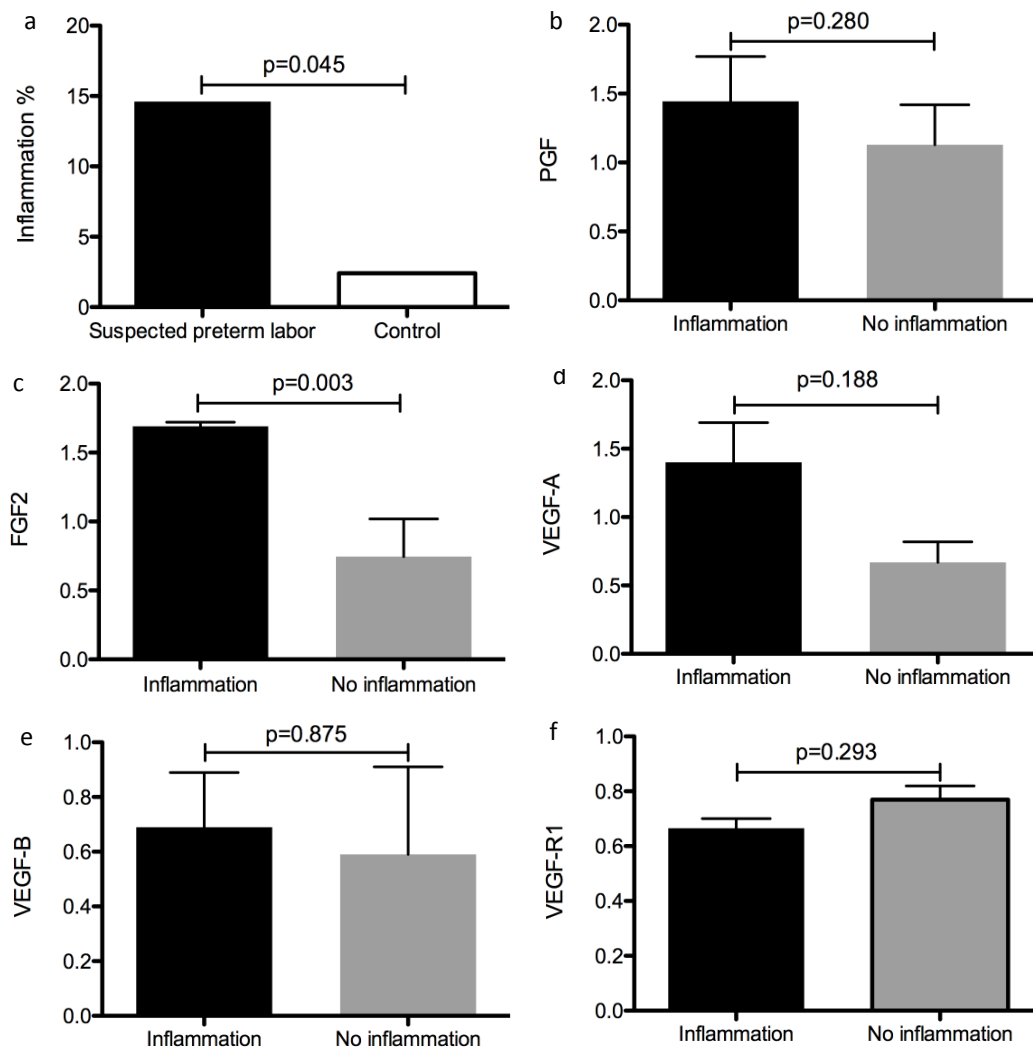 a
p=0.045
Inflammation %
20
15
10
5
0
Suspected preterm labor
Control
b
p=0.280
PGF
2.0
1.5
1.0
0.5
0.0
Inflammation
No inflammation
c
p=0.003
FGF2
2.0
1.5
1.0
0.5
0.0
Inflammation
No inflammation
d
p=0.188
VEGF-A
2.0
1.5
1.0
0.5
0.0
Inflammation
No inflammation
e
p=0.875
VEGF-B
1.0
0.8
0.6
0.4
0.2
0.0
Inflammation
No inflammation
f
p=0.293
VEGF-R1
1.0
0.8
0.6
0.4
0.2
0.0
Inflammation
No inflammation